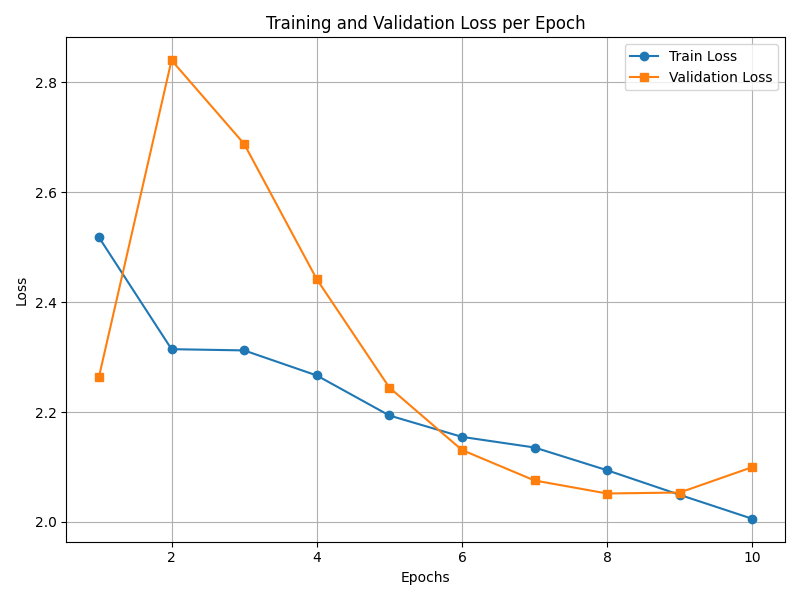 Training and Validation Loss per Epoch
Train Loss
Validation Loss
2.8
2.6
2.4
2.2
2.0
Loss
2 4 6 8 10
Epochs